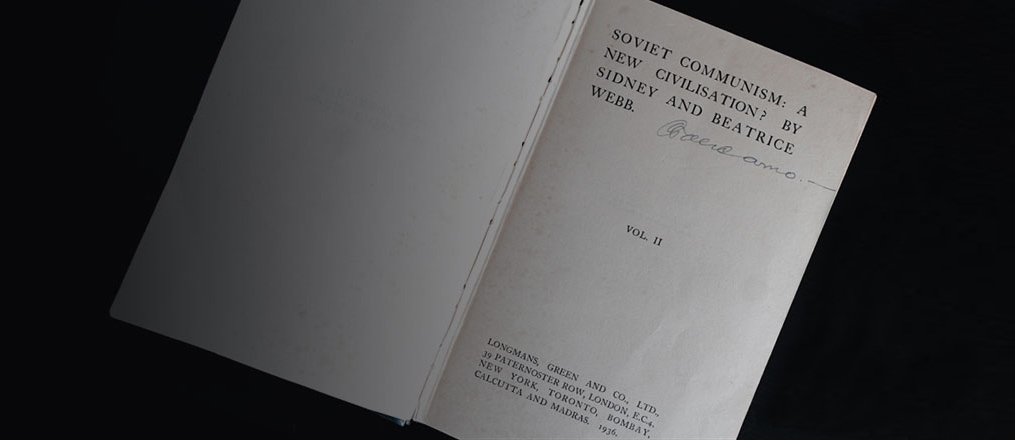 SOVIET COMMUNISM: A
NEW CIVILISATION? BY
SIDNEY AND BEATRICE
WEBB.
VOL. II
LONGMANS, GREEN AND CO., LTD.,
39 PATERNOSTER ROW, LONDON, E.C.4,
NEW YORK, TORONTO, BOMBAY,
CALCUTTA AND MADRAS. 1936.